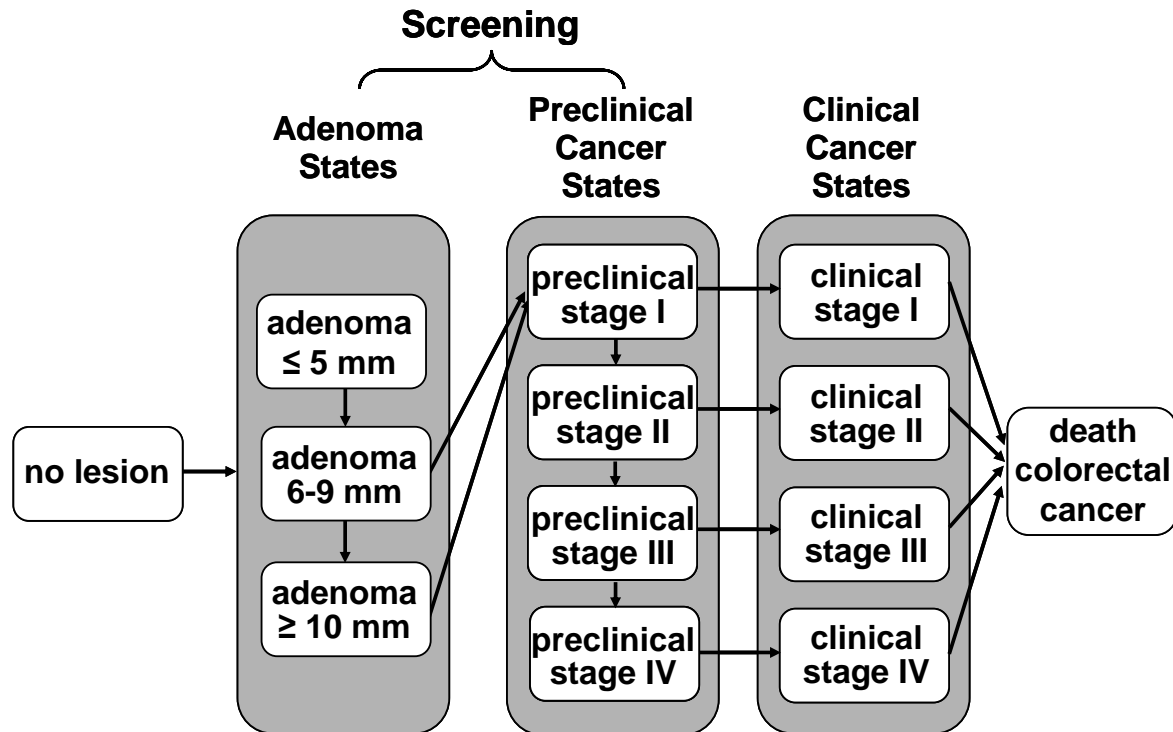 Screening
Adenoma
States
Preclinical
Cancer
States
Clinical
Cancer
States
no lesion
adenoma
≤ 5 mm
adenoma
6-9 mm
adenoma
≥ 10 mm
preclinical
stage I
preclinical
stage II
preclinical
stage III
preclinical
stage IV
clinical
stage I
clinical
stage II
clinical
stage III
clinical
stage IV
death
colorectal
cancer